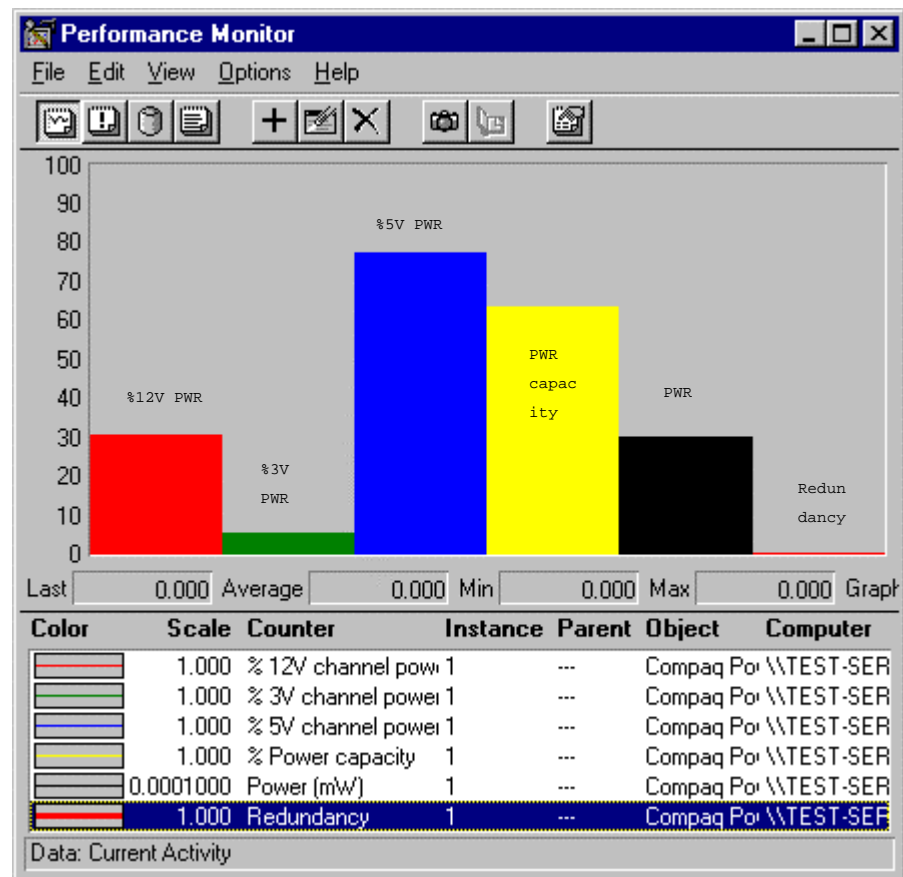 Performance Monitor
File Edit View Options Help
100
90
80
70
60
50
40
30
20
10
0
%12V PWR
%3V
PWR
%5V PWR
PWR
capac
ity
PWR
Redun
dancy
Last 0.000 Average 0.000 Min 0.000 Max 0.000 Graph
Color Scale Counter Instance Parent Object Computer
1.000 % 12V channel pow 1 --- Compaq Po \\TEST-SER
1.000 % 3V channel power 1 --- Compaq Po \\TEST-SER
1.000 % 5V channel power 1 --- Compaq Po \\TEST-SER
1.000 % Power capacity 1 --- Compaq Po \\TEST-SER
0.0001000 Power (mW) 1 --- Compaq Po \\TEST-SER
1.000 Redundancy 1 --- Compaq Po \\TEST-SER
Data: Current Activity